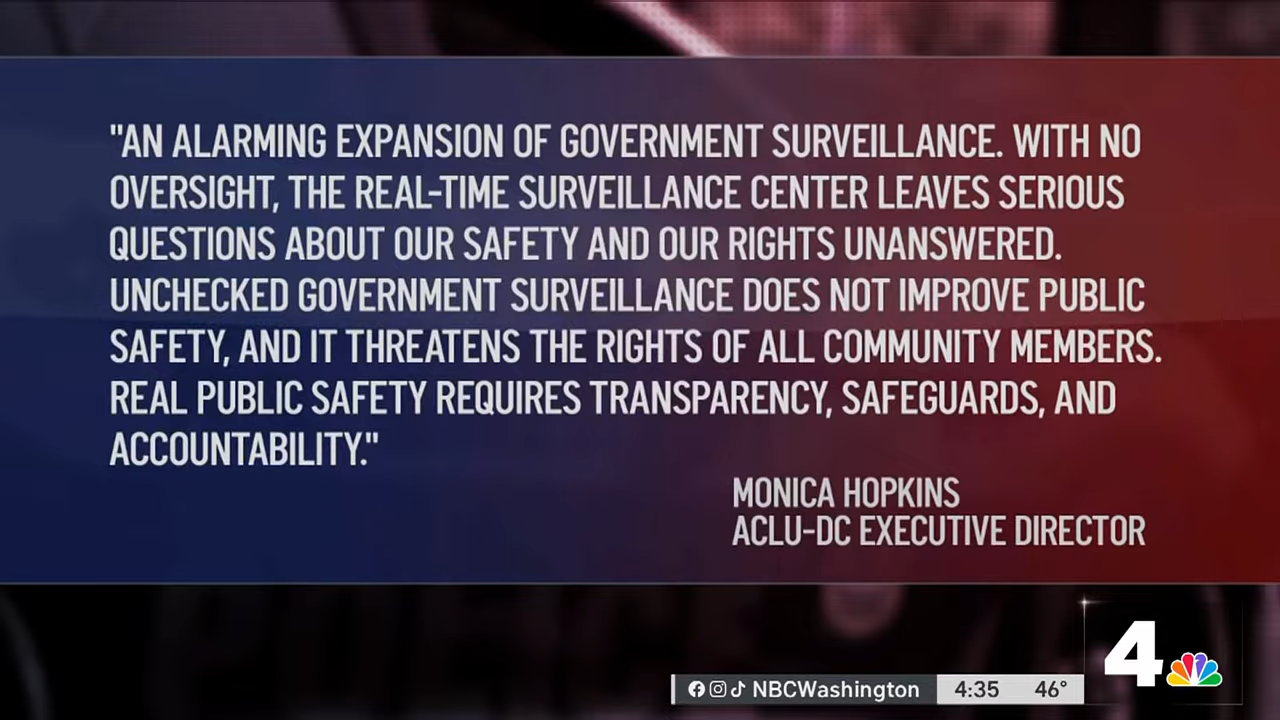 "AN ALARMING EXPANSION OF GOVERNMENT SURVEILLANCE. WITH NO
OVERSIGHT, THE REAL-TIME SURVEILLANCE CENTER LEAVES SERIOUS
QUESTIONS ABOUT OUR SAFETY AND OUR RIGHTS UNANSWERED.
UNCHECKED GOVERNMENT SURVEILLANCE DOES NOT IMPROVE PUBLIC
SAFETY, AND IT THREATENS THE RIGHTS OF ALL COMMUNITY MEMBERS.
REAL PUBLIC SAFETY REQUIRES TRANSPARENCY, SAFEGUARDS, AND
ACCOUNTABILITY."
MONICA HOPKINS
ACLU-DC EXECUTIVE DIRECTOR
4
NBCWashington 4:35 46°